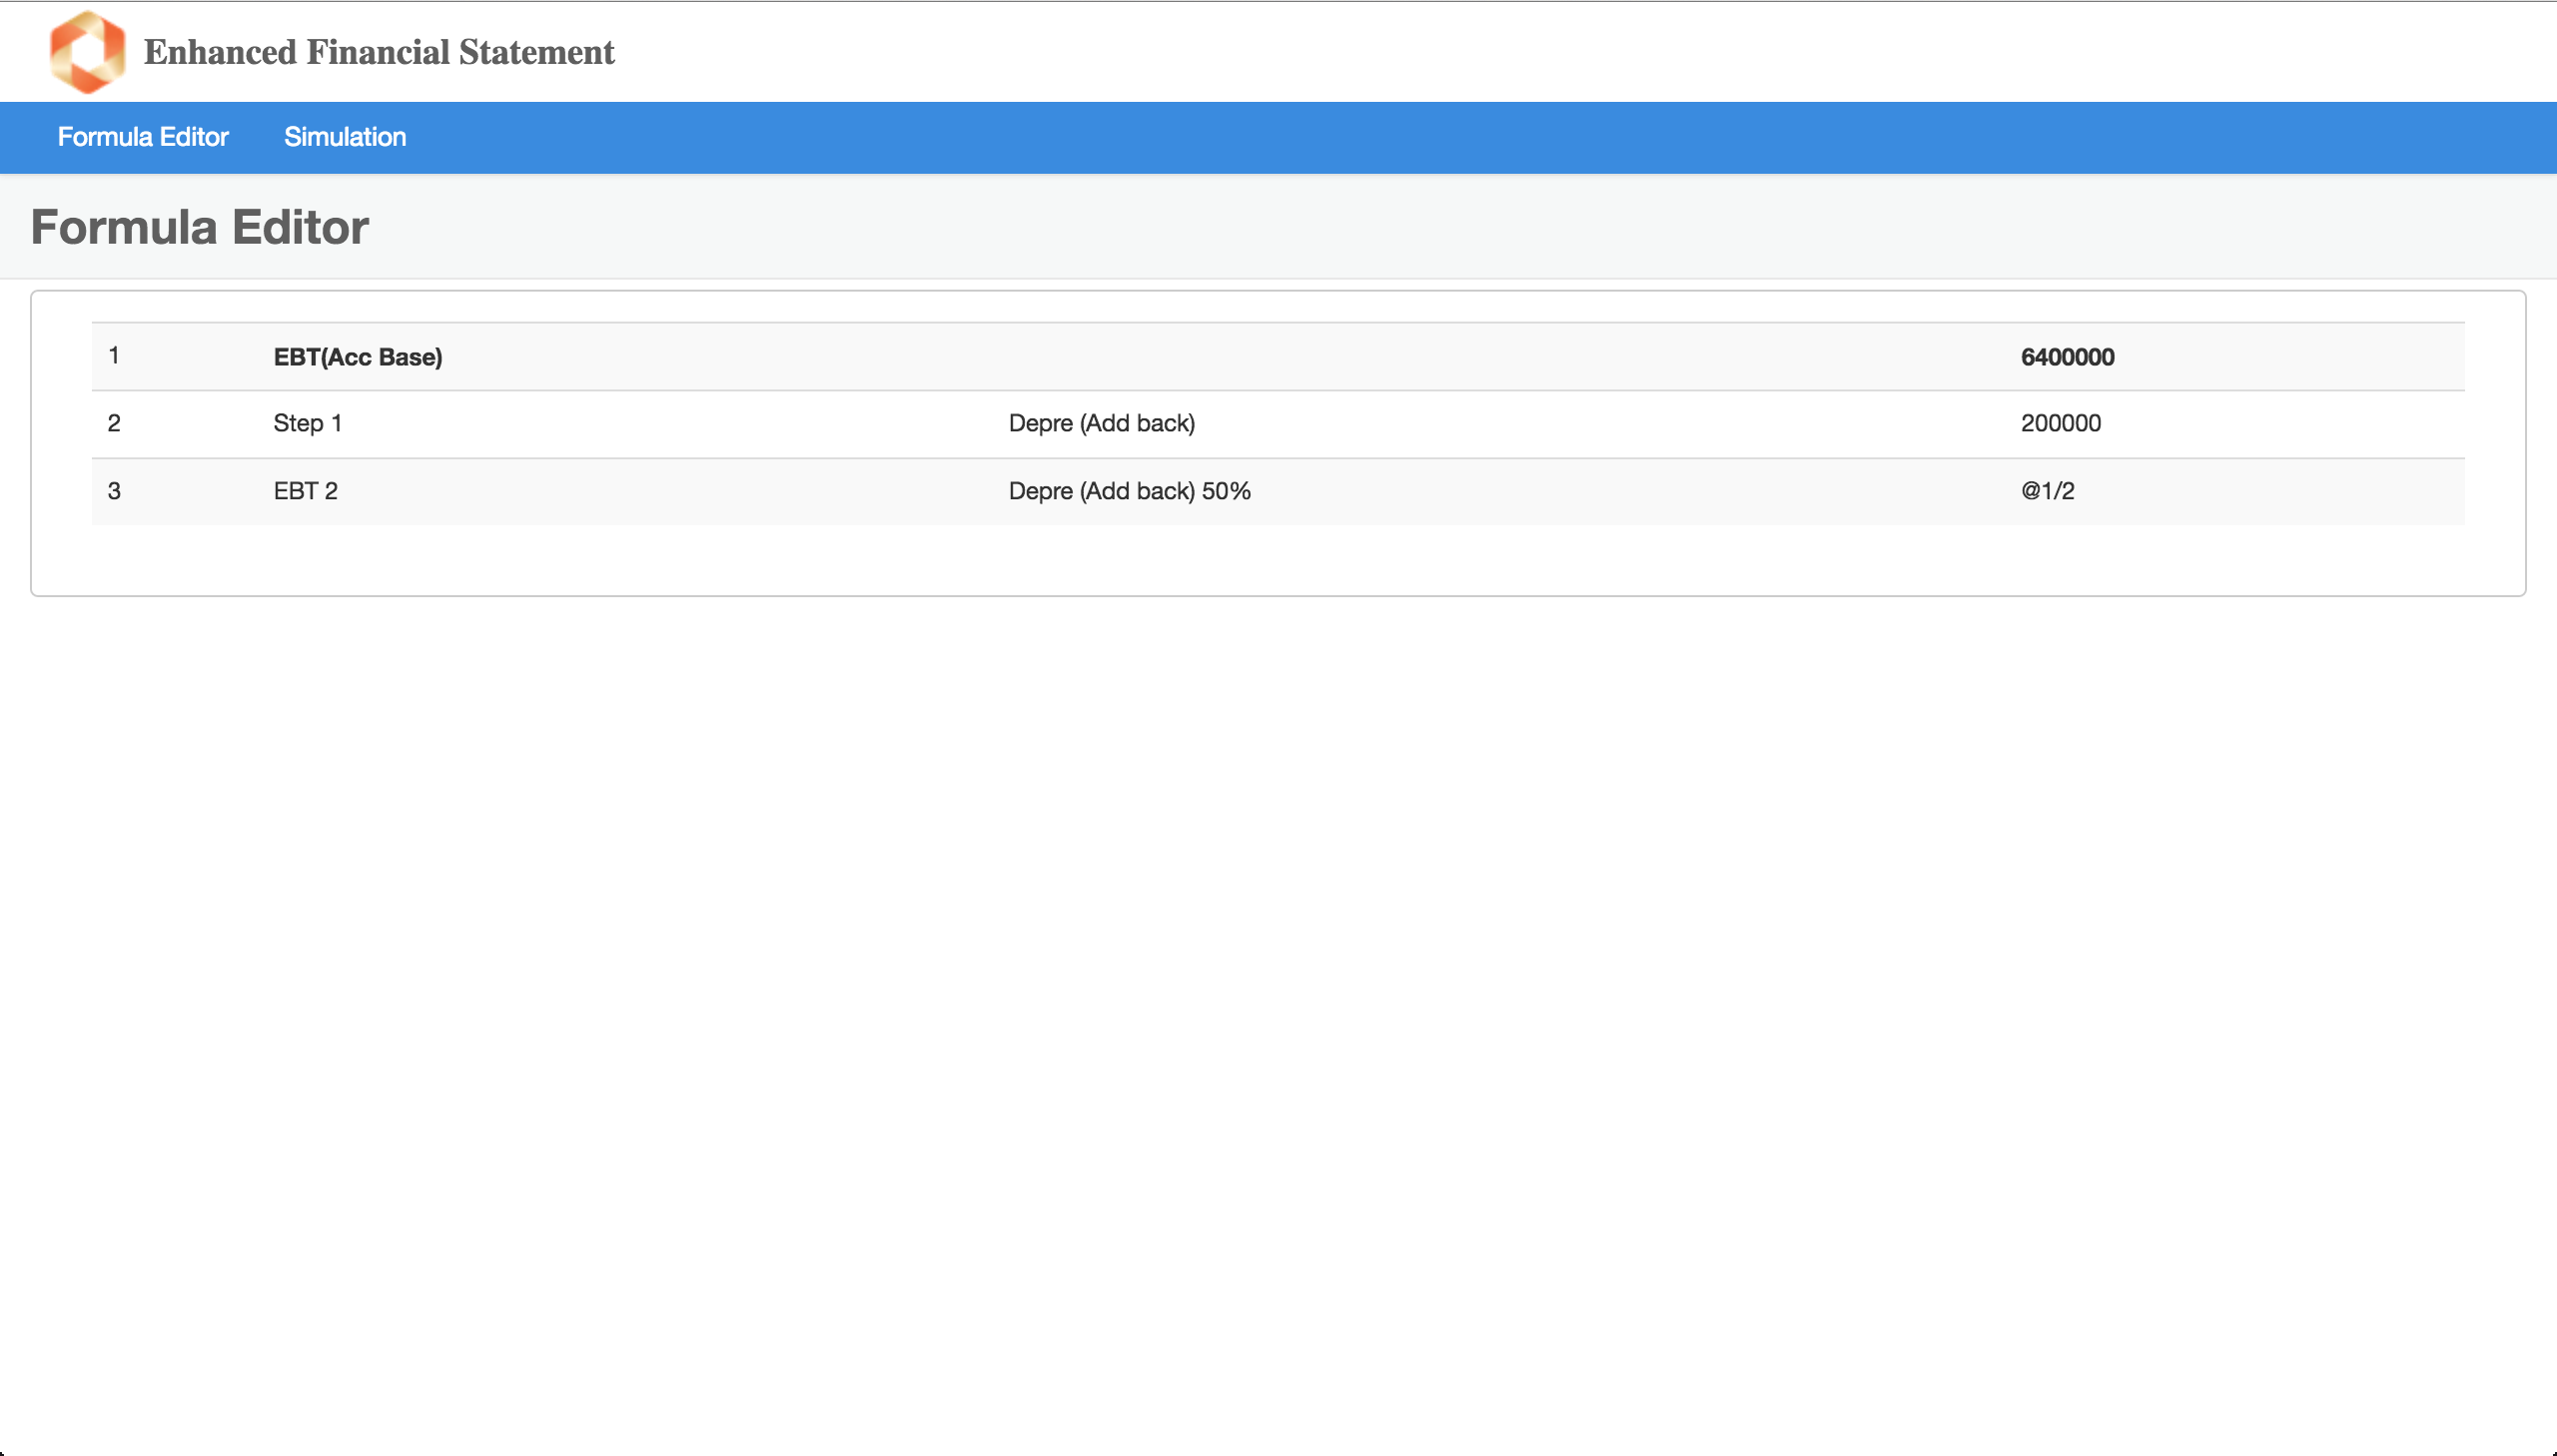 Enhanced Financial Statement
Formula Editor Simulation
Formula Editor
1 EBT(Acc Base) 6400000
2 Step 1 Depre (Add back) 200000
3 EBT 2 Depre (Add back) 50% @1/2